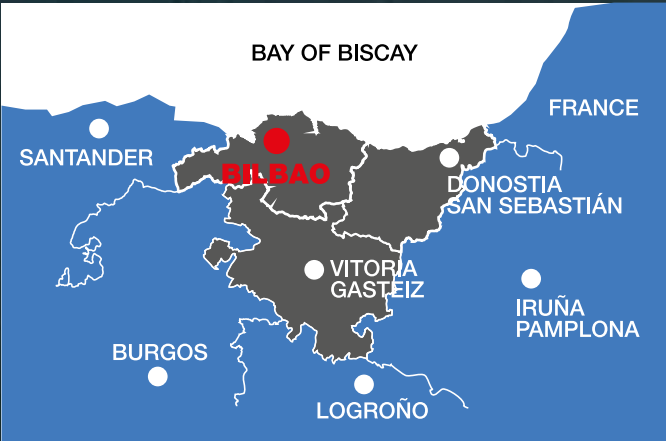 BAY OF BISCAY
FRANCE
SANTANDER
BILBAO
DONOSTIA
SAN SEBASTIÁN
VITORIA
GASTEIZ
IRUÑA
PAMPLONA
BURGOS
LOGROÑO